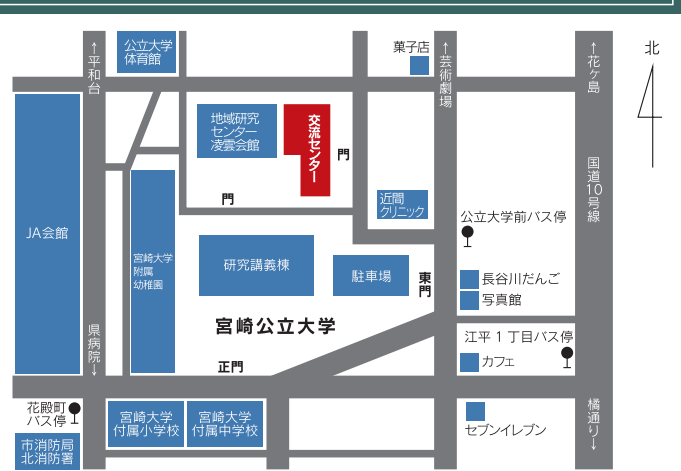 公立大学
体育館
↑平和台
菓子店
↑芸術劇場
↑花ヶ島
北
地域研究
センター
凌雲会館
交流センター
門
門
近間
クリニック
国道10号線
公立大学前バス停
JA会館
宮崎大学
附属
幼稚園
研究講義棟
駐車場
東門
長谷川だんご
写真館
宮崎公立大学
県病院↓
江平1丁目バス停
正門
カフェ
花殿町
バス停
宮崎大学
付属小学校
宮崎大学
付属中学校
橘通り↓
セブンイレブン
市消防局
北消防署